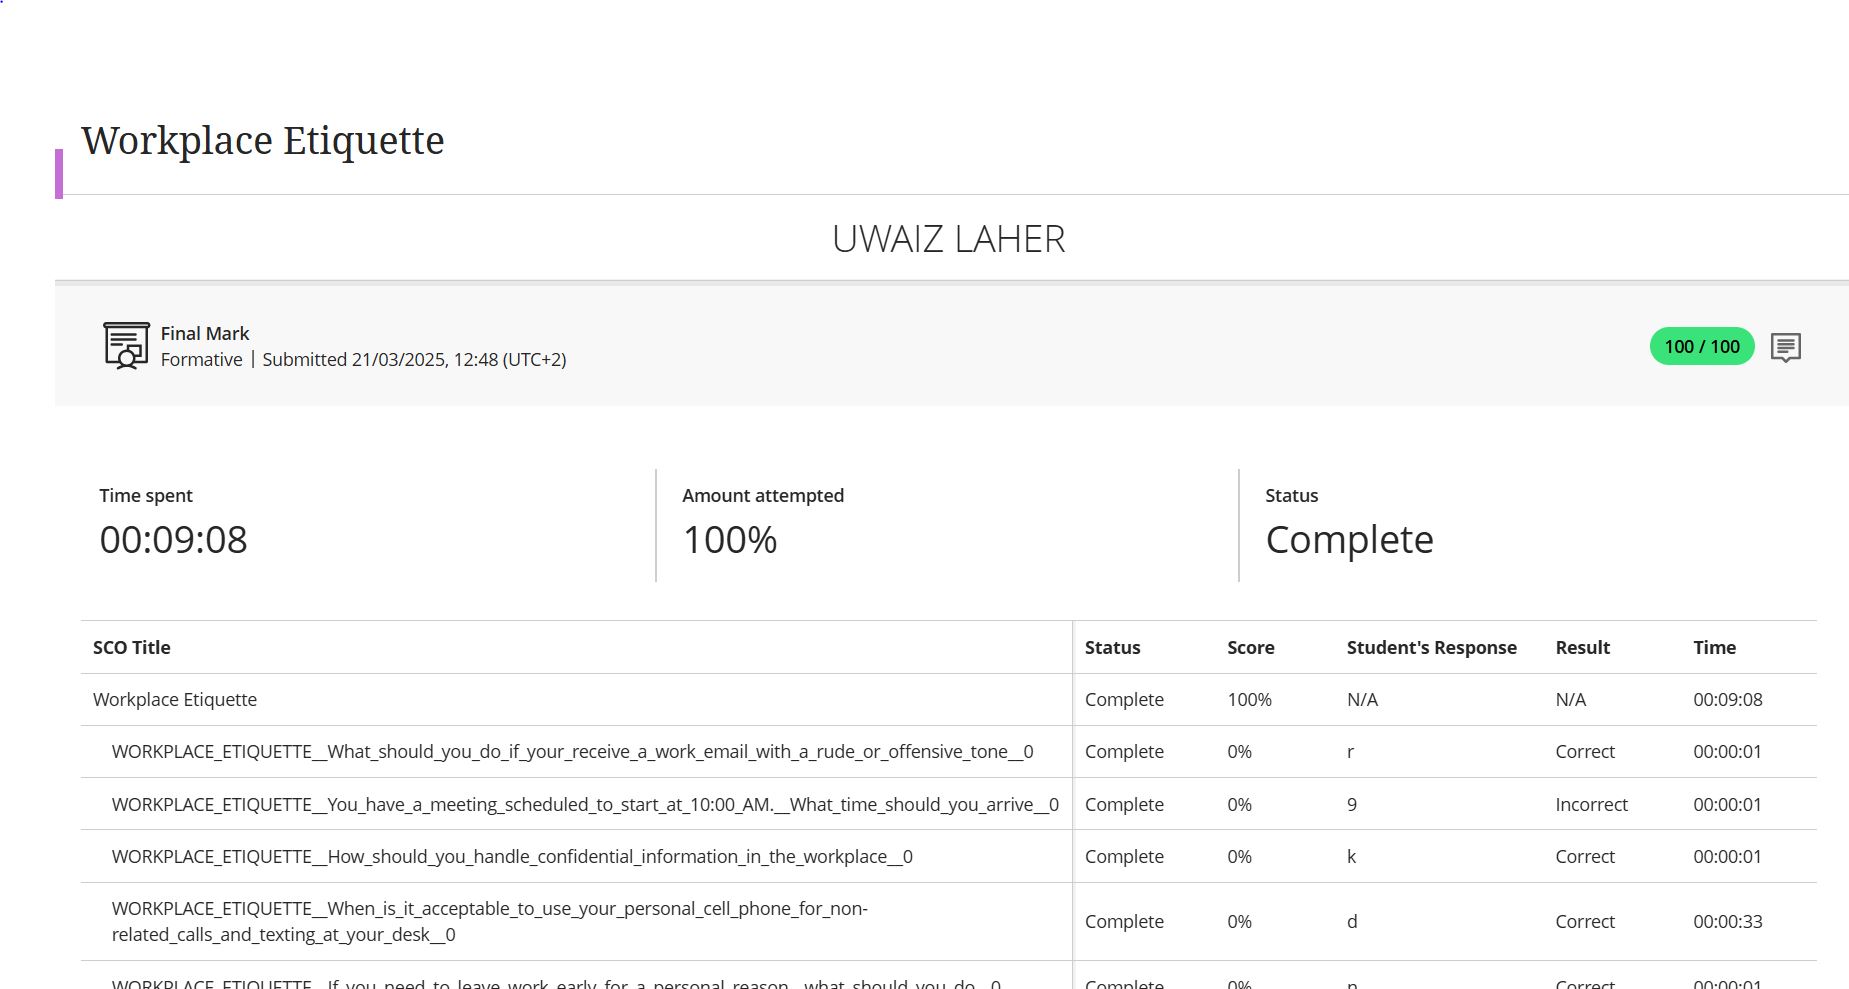 Workplace Etiquette
UWAIZ LAHER
Final Mark
Formative | Submitted 21/03/2025, 12:48 (UTC+2)
100 / 100
Time spent
00:09:08
Amount attempted
100%
Status
Complete
SCO Title Status Score Student's Response Result Time
Workplace Etiquette Complete 100% N/A N/A 00:09:08
WORKPLACE_ETIQUETTE__What_should_you_do_if_your_receive_a_work_email_with_a_rude_or_offensive_tone__0 Complete 0% r Correct 00:00:01
WORKPLACE_ETIQUETTE__You_have_a_meeting_scheduled_to_start_at_10:00_AM.__What_time_should_you_arrive__0 Complete 0% 9 Incorrect 00:00:01
WORKPLACE_ETIQUETTE__How_should_you_handle_confidential_information_in_the_workplace__0 Complete 0% k Correct 00:00:01
WORKPLACE_ETIQUETTE__When_is_it_acceptable_to_use_your_personal_cell_phone_for_non-
related_calls_and_texting_at_your_desk__0 Complete 0% d Correct 00:00:33
WORKPLACE_ETIQUETTE__If_you_need_to_leave_work_early_for_a_personal_reason__what_should_you_do__0 Complete 0% n Correct 00:00:01